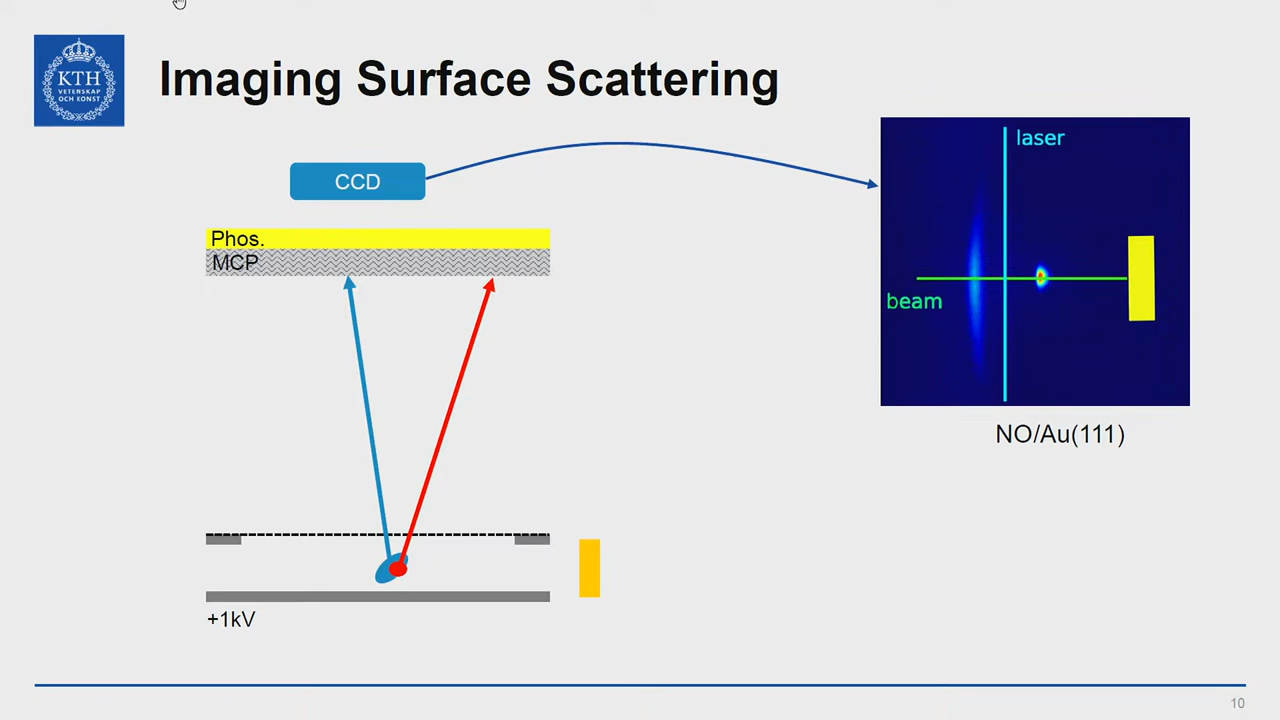 KTH
VETENSKAP
OCH KONST
Imaging Surface Scattering
CCD
Phos.
MCP
+1kV
laser
beam
NO/Au(111)
10